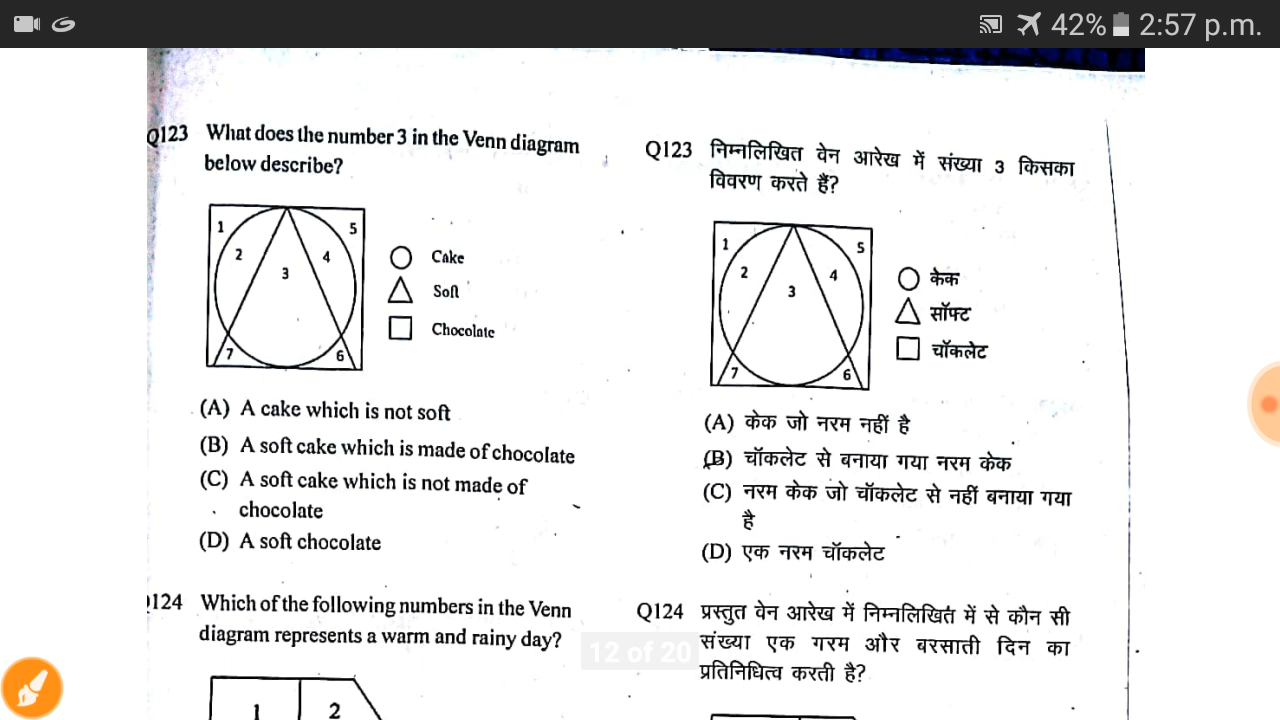 42% 2:57 p.m.
Q123 What does the number 3 in the Venn diagram
below describe?
1
5
2
4
3
7
6
Cake
Soft
Chocolate
(A) A cake which is not soft
(B) A soft cake which is made of chocolate
(C) A soft cake which is not made of
chocolate
(D) A soft chocolate
124 Which of the following numbers in the Venn
diagram represents a warm and rainy day?
1 2
Q123 निम्नलिखित वेन आरेख में संख्या 3 किसका
विवरण करते हैं?
1
5
2
4
3
7
6
केक
सॉफ्ट
चॉकलेट
(A) केक जो नरम नहीं है
(B) चॉकलेट से बनाया गया नरम केक
(C) नरम केक जो चॉकलेट से नहीं बनाया गया
है
(D) एक नरम चॉकलेट
Q124 प्रस्तुत वेन आरेख में निम्नलिखित में से कौन सी
संख्या एक गरम और बरसाती दिन का
प्रतिनिधित्व करती है?
12 of 20